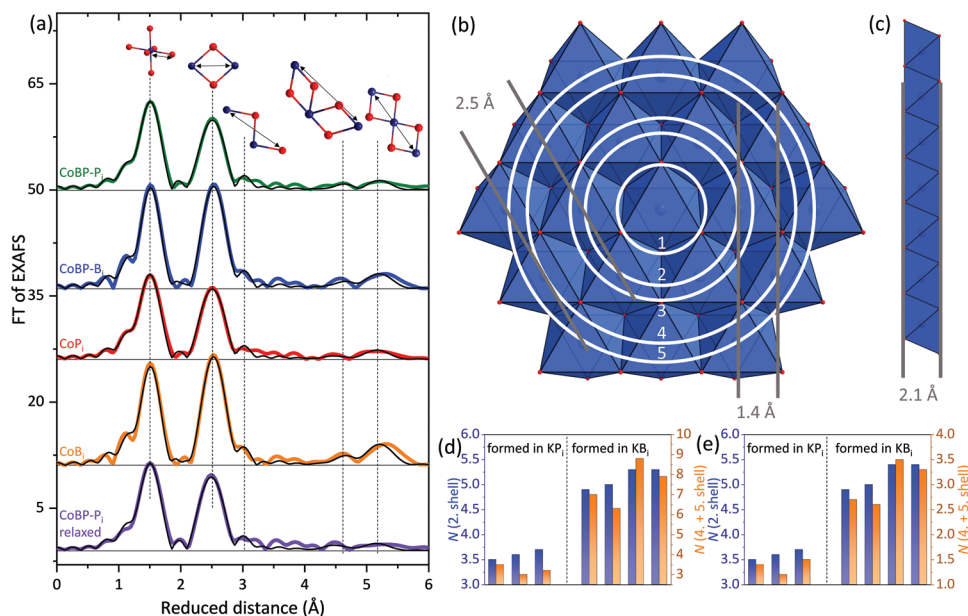 (a)
FT of EXAFS
65
50
35
20
5
CoBP-Pᵢ
CoBP-Bᵢ
CoPᵢ
CoBᵢ
CoBP-Pᵢ
relaxed
0 1 2 3 4 5 6
Reduced distance (Å)
(b)
2.5 Å
1
2
3
4
5
1.4 Å
(c)
2.1 Å
(d)
formed in KPᵢ
formed in KBᵢ
N (2. shell)
6.0
5.5
5.0
4.5
4.0
3.5
3.0
10
9
8
7
6
5
4
3
N (4. + 5. shell)
(e)
formed in KPᵢ
formed in KBᵢ
N (2. shell)
6.0
5.5
5.0
4.5
4.0
3.5
3.0
4.0
3.5
3.0
2.5
2.0
1.5
1.0
N (4. + 5. shell)